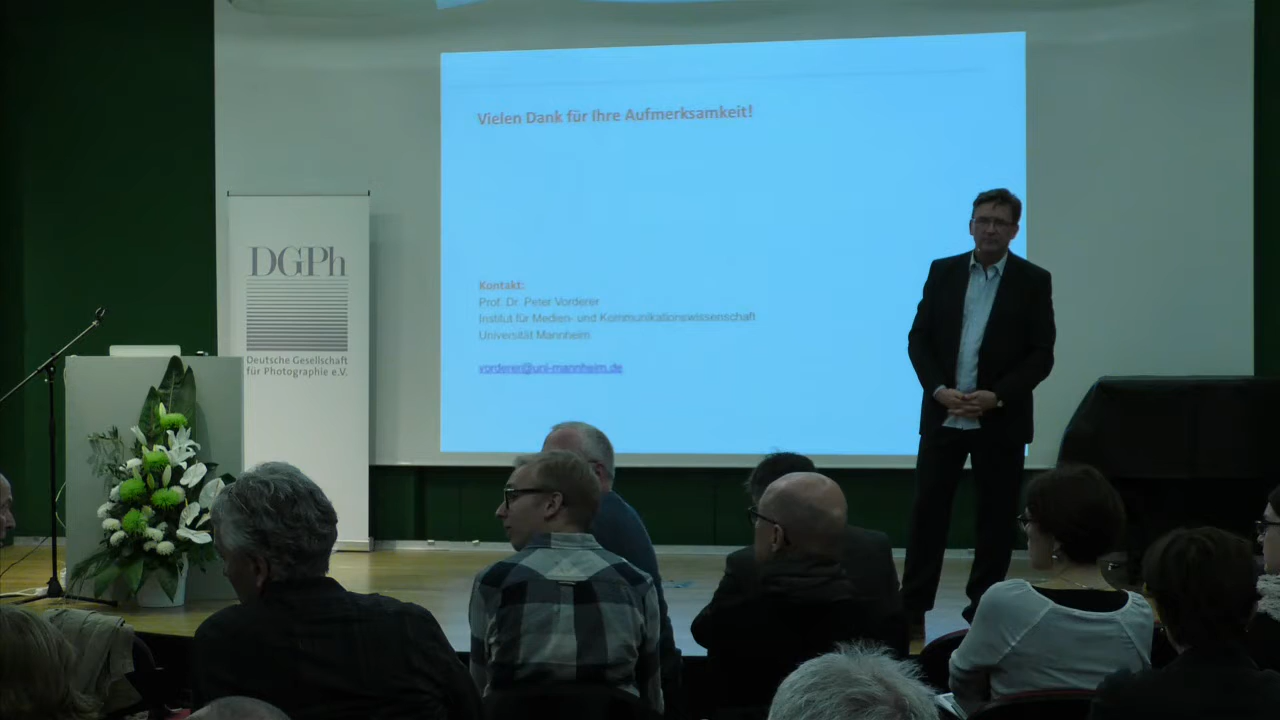 Vielen Dank für Ihre Aufmerksamkeit!
DGPh
Deutsche Gesellschaft
für Photographie e.V.
Kontakt:
Prof. Dr. Peter Vorderer
Institut für Medien- und Kommunikationswissenschaft
Universität Mannheim
vorderer@uni-mannheim.de